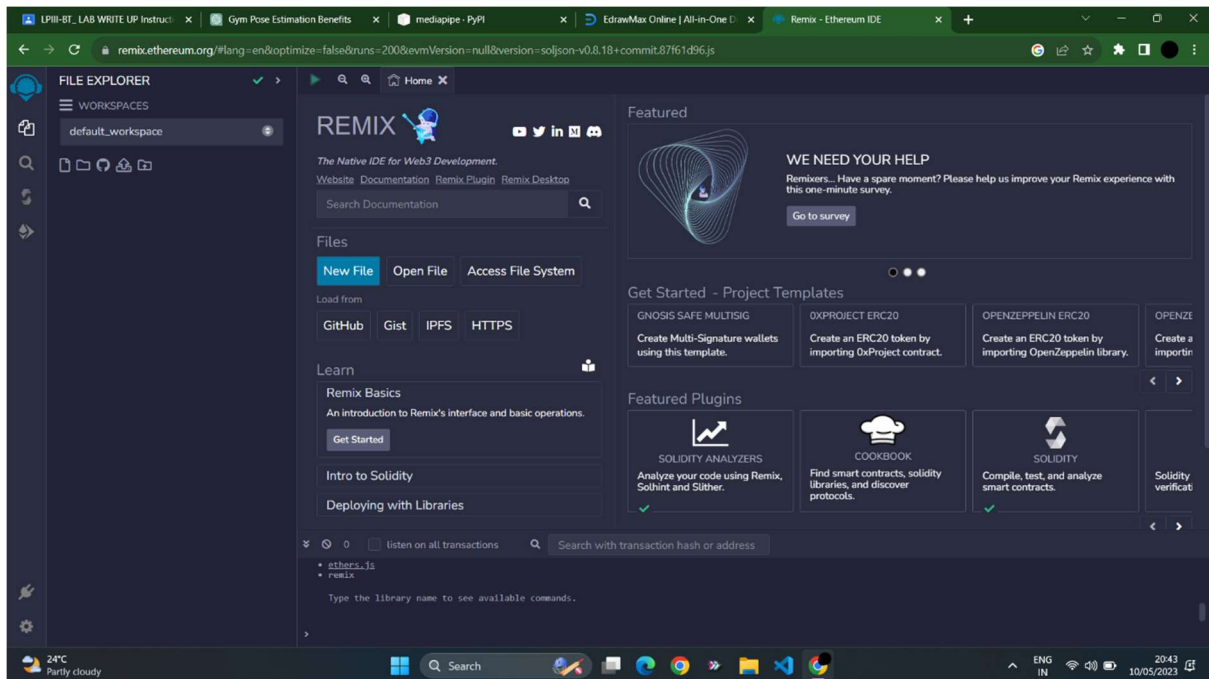 LPIII-BT_ LAB WRITE UP Instructi
Gym Pose Estimation Benefits
mediapipe · PyPI
EdrawMax Online | All-in-One D
Remix - Ethereum IDE
remix.ethereum.org/#lang=en&optimize=false&runs=200&evmVersion=null&version=soljson-v0.8.18+commit.87f61d96.js
FILE EXPLORER
WORKSPACES
default_workspace
Home
REMIX
The Native IDE for Web3 Development.
Website Documentation Remix Plugin Remix Desktop
Search Documentation
Files
New File Open File Access File System
Load from
GitHub Gist IPFS HTTPS
Learn
Remix Basics
An introduction to Remix's interface and basic operations.
Get Started
Intro to Solidity
Deploying with Libraries
Featured
WE NEED YOUR HELP
Remixers... Have a spare moment? Please help us improve your Remix experience with
this one-minute survey.
Go to survey
Get Started - Project Templates
GNOSIS SAFE MULTISIG
Create Multi-Signature wallets
using this template.
0XPROJECT ERC20
Create an ERC20 token by
importing 0xProject contract.
OPENZEPPELIN ERC20
Create an ERC20 token by
importing OpenZeppelin library.
OPENZE
Create a
importin
Featured Plugins
SOLIDITY ANALYZERS
Analyze your code using Remix,
Solhint and Slither.
COOKBOOK
Find smart contracts, solidity
libraries, and discover
protocols.
SOLIDITY
Compile, test, and analyze
smart contracts.
Solidity
verificati
0 listen on all transactions Search with transaction hash or address
• ethers.js
• remix
Type the library name to see available commands.
>
24°C
Partly cloudy
Search
ENG
IN
20:43
10/05/2023